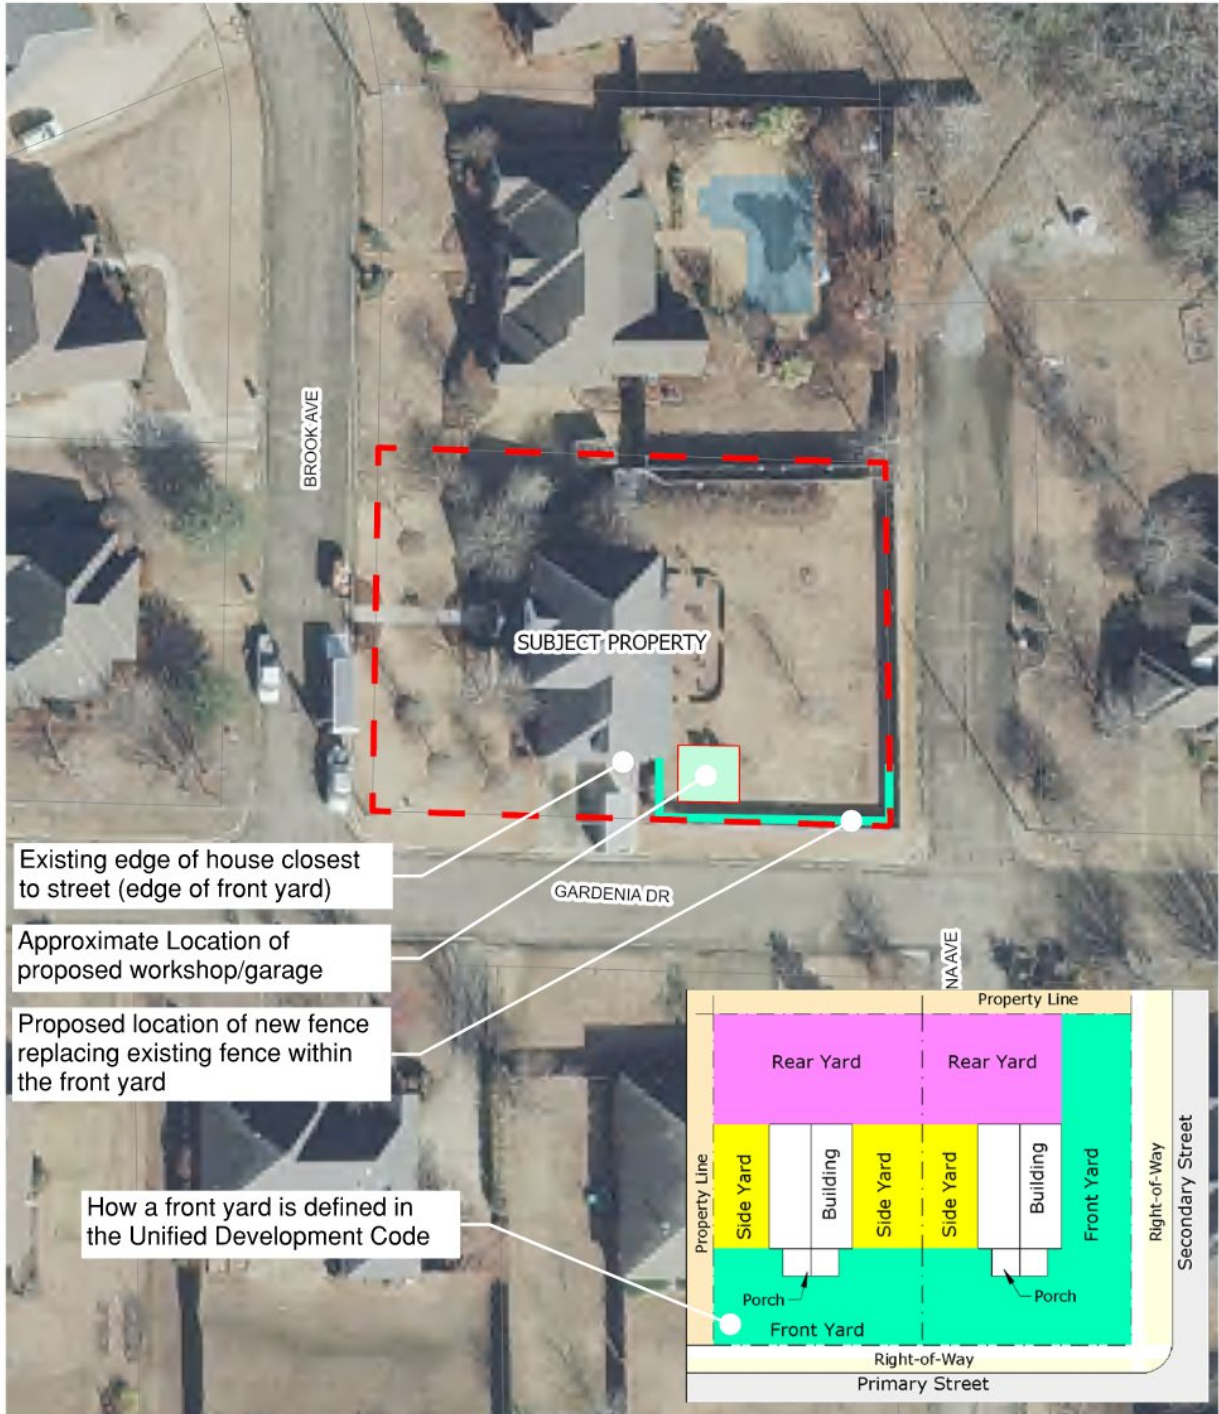 BROOK AVE
SUBJECT PROPERTY
Existing edge of house closest
to street (edge of front yard)
GARDENIA DR
Approximate Location of
proposed workshop/garage
NA AVE
Proposed location of new fence
replacing existing fence within
the front yard
How a front yard is defined in
the Unified Development Code
Property Line
Rear Yard
Rear Yard
Property Line
Side Yard
Building
Side Yard
Side Yard
Building
Front Yard
Right-of-Way
Secondary Street
Porch
Porch
Front Yard
Right-of-Way
Primary Street